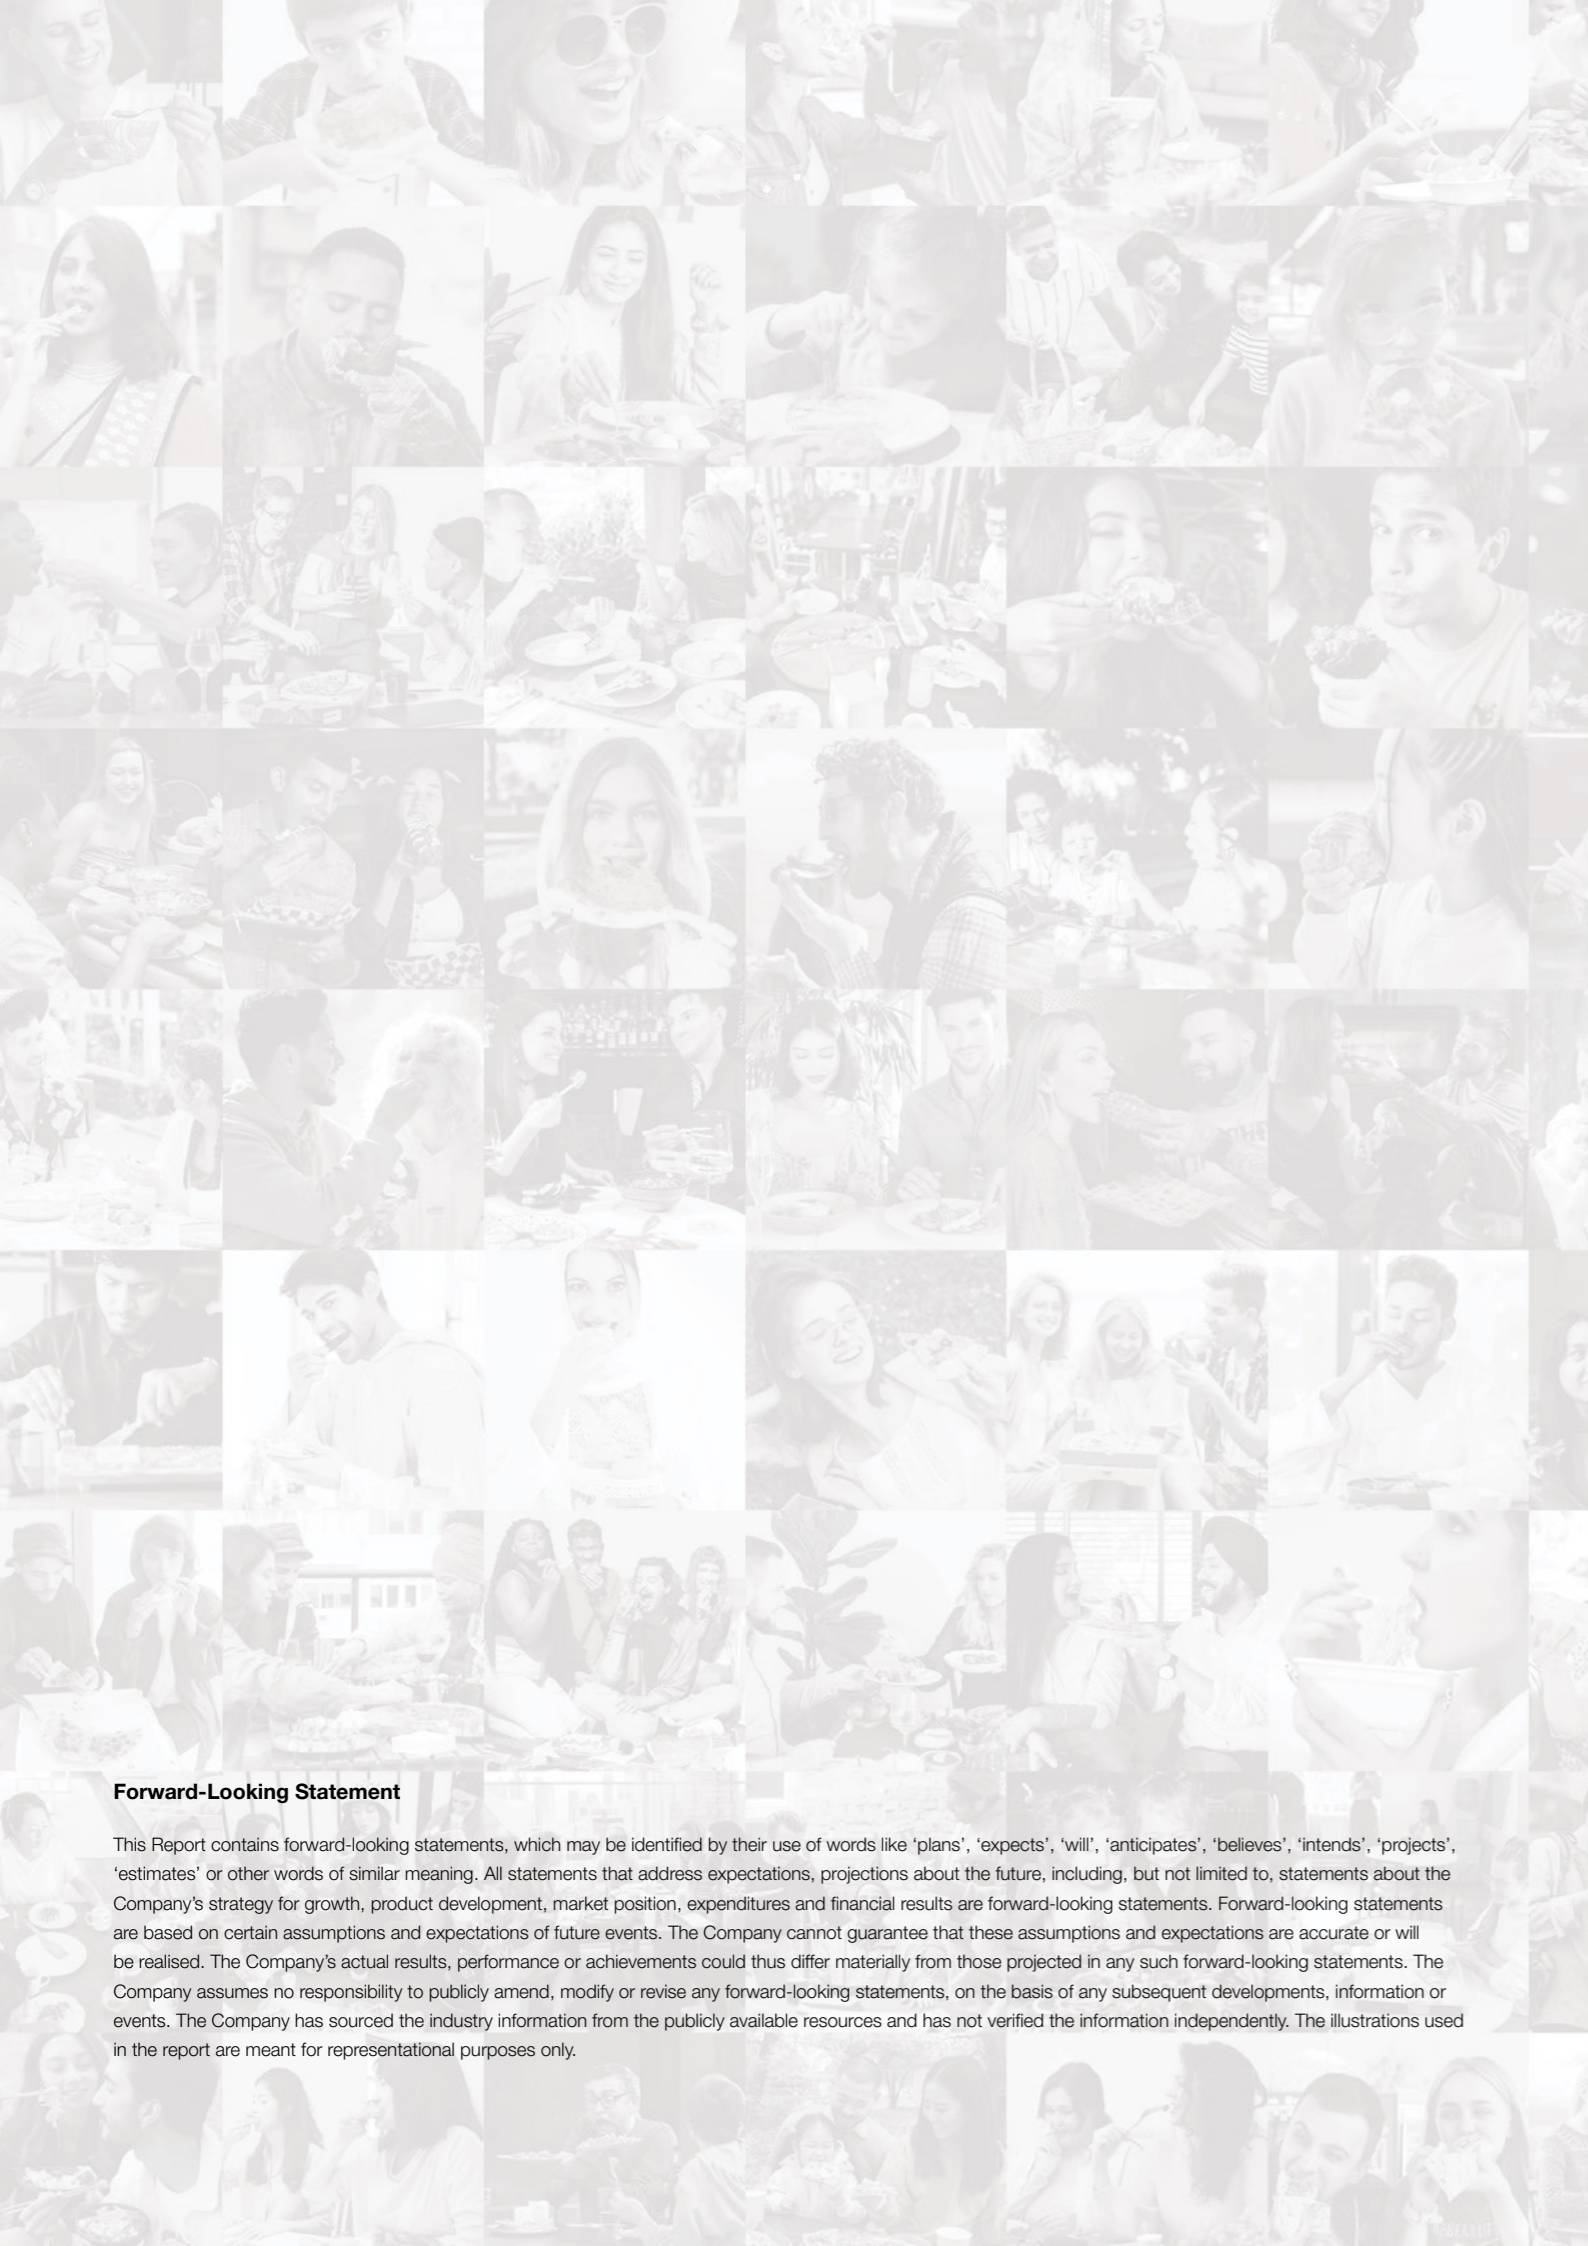 Forward-Looking Statement
This Report contains forward-looking statements, which may be identified by their use of words like ‘plans’, ‘expects’, ‘will’, ‘anticipates’, ‘believes’, ‘intends’, ‘projects’,
‘estimates’ or other words of similar meaning. All statements that address expectations, projections about the future, including, but not limited to, statements about the
Company’s strategy for growth, product development, market position, expenditures and financial results are forward-looking statements. Forward-looking statements
are based on certain assumptions and expectations of future events. The Company cannot guarantee that these assumptions and expectations are accurate or will
be realised. The Company’s actual results, performance or achievements could thus differ materially from those projected in any such forward-looking statements. The
Company assumes no responsibility to publicly amend, modify or revise any forward-looking statements, on the basis of any subsequent developments, information or
events. The Company has sourced the industry information from the publicly available resources and has not verified the information independently. The illustrations used
in the report are meant for representational purposes only.